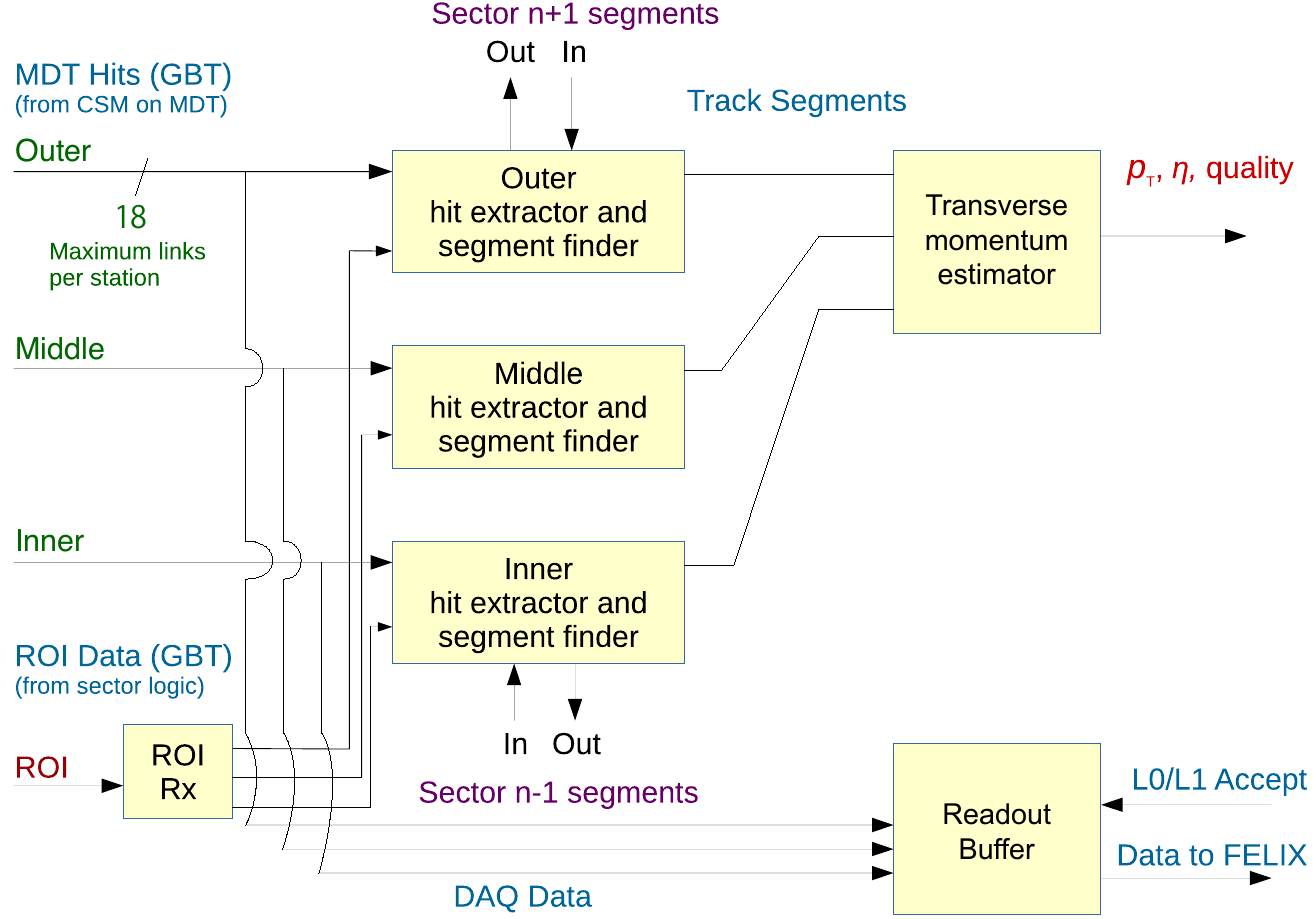 Sector n+1 segments
Out In
MDT Hits (GBT)
(from CSM on MDT)
Track Segments
Outer
18
Maximum links
per station
Outer
hit extractor and
segment finder
Transverse
momentum
estimator
pT, η, quality
Middle
Middle
hit extractor and
segment finder
Inner
Inner
hit extractor and
segment finder
ROI Data (GBT)
(from sector logic)
ROI
ROI
Rx
In Out
Sector n-1 segments
Readout
Buffer
L0/L1 Accept
Data to FELIX
DAQ Data